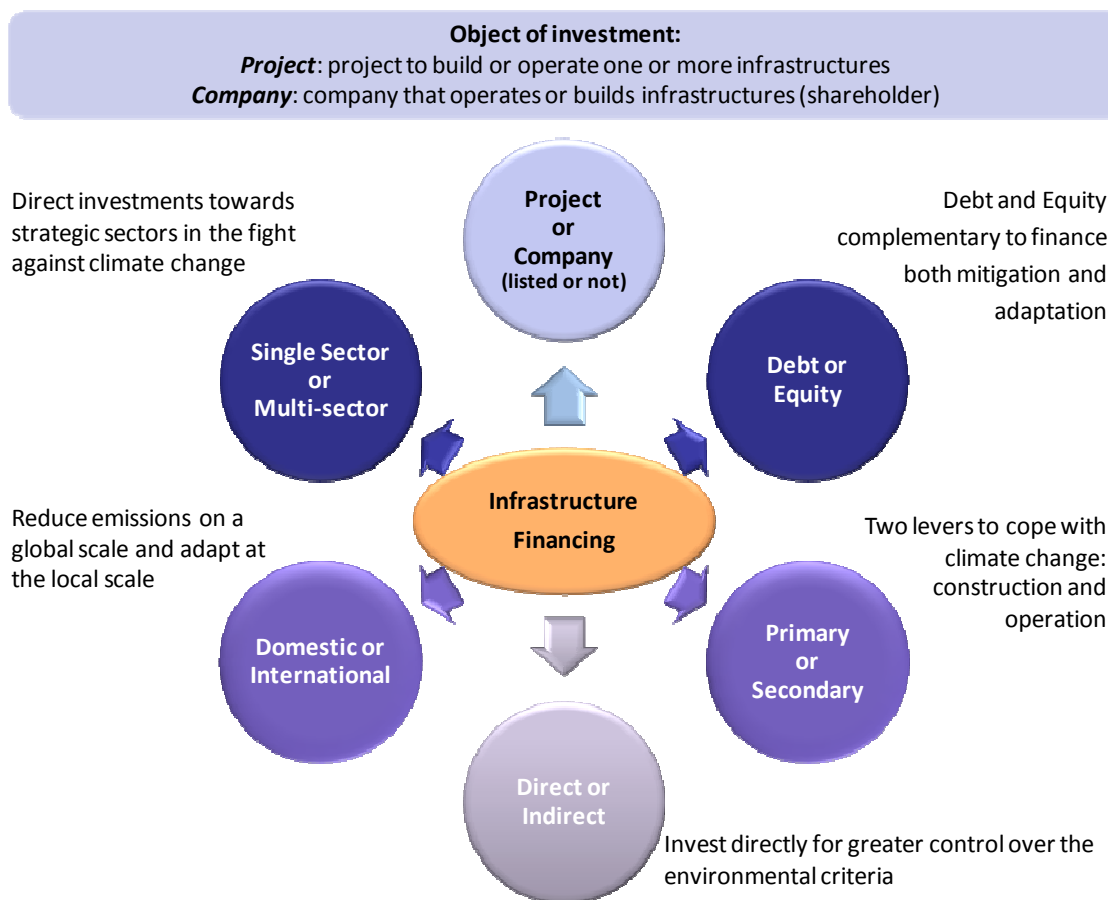 Object of investment:
Project: project to build or operate one or more infrastructures
Company: company that operates or builds infrastructures (shareholder)
Project
or
Company
(listed or not)
Direct investments towards
strategic sectors in the fight
against climate change
Debt and Equity
complementary to finance
both mitigation and
adaptation
Single Sector
or
Multi-sector
Debt or
Equity
Infrastructure
Financing
Reduce emissions on a
global scale and adapt at
the local scale
Two levers to cope with
climate change:
construction and
operation
Domestic or
International
Primary
or
Secondary
Direct or
Indirect
Invest directly for greater control over the
environmental criteria